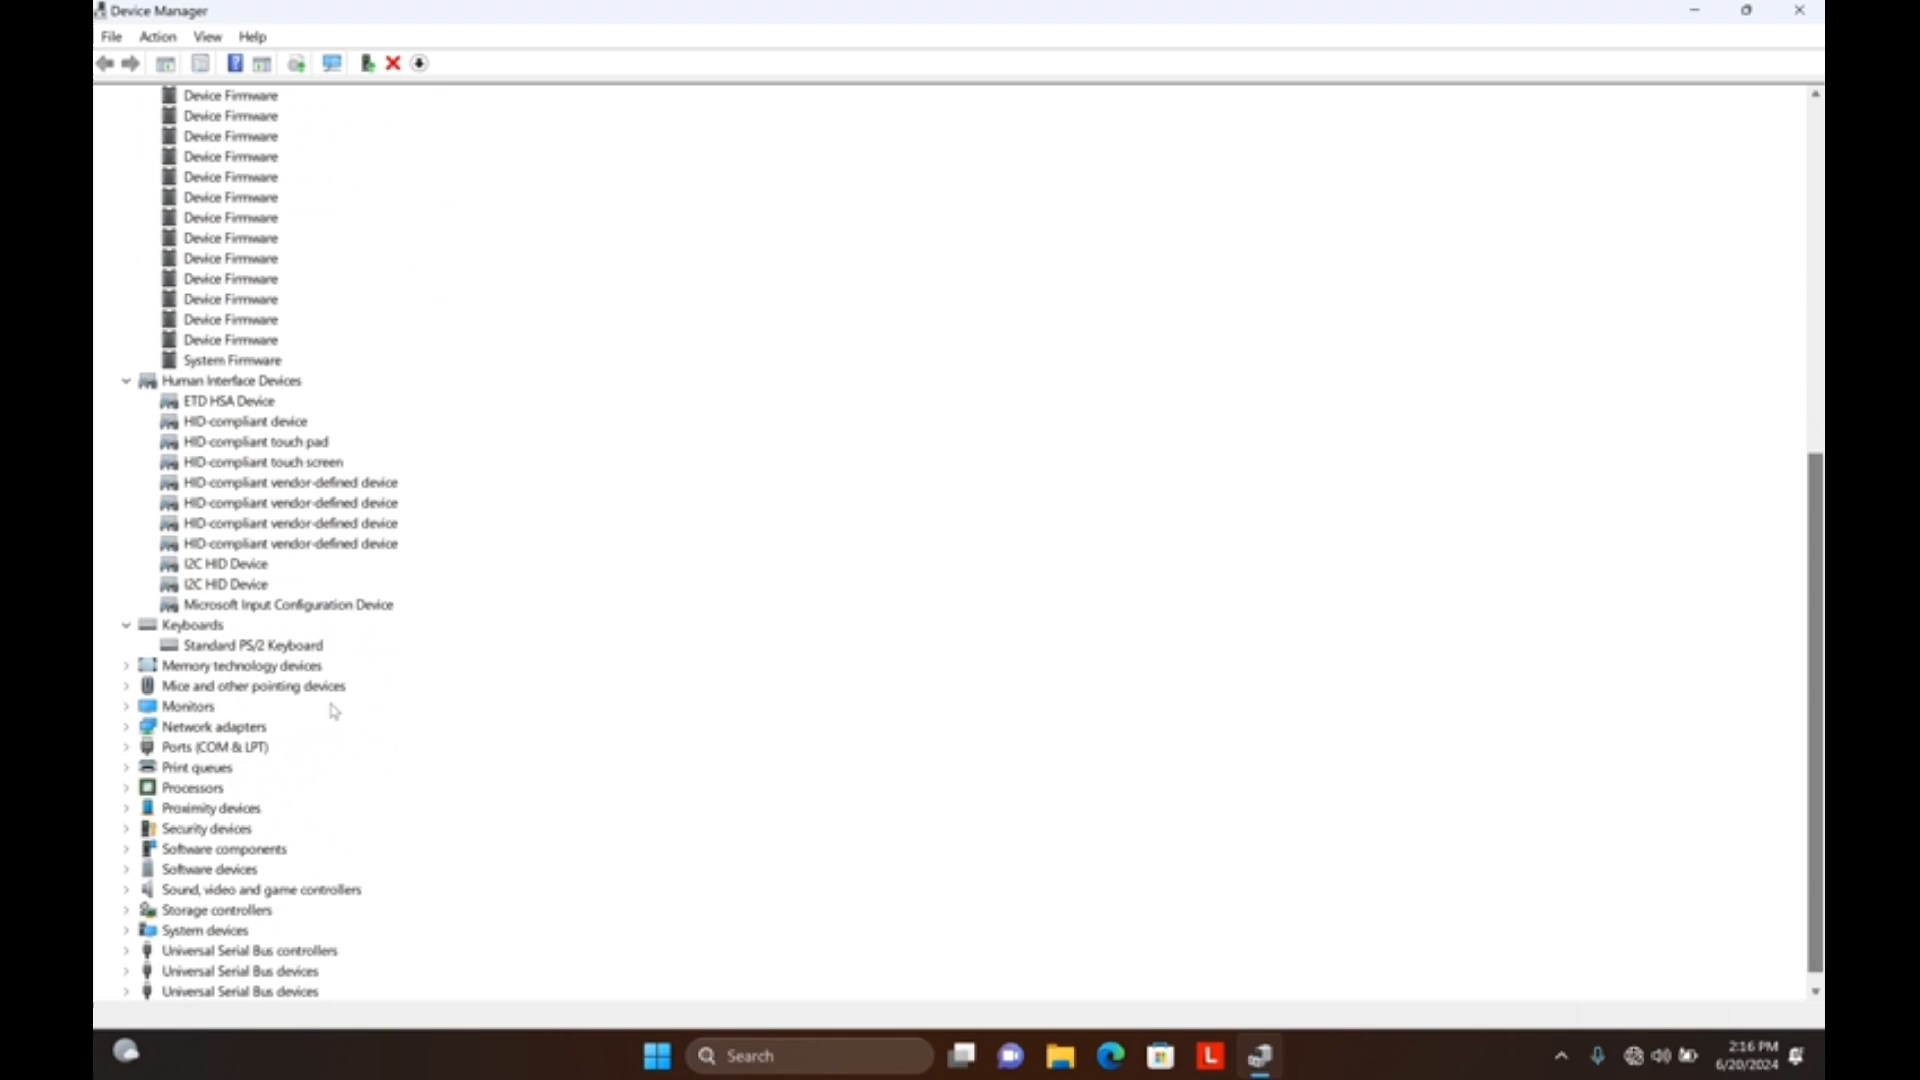 Device Manager
File Action View Help
Device Firmware
Device Firmware
Device Firmware
Device Firmware
Device Firmware
Device Firmware
Device Firmware
Device Firmware
Device Firmware
Device Firmware
Device Firmware
Device Firmware
Device Firmware
System Firmware
Human Interface Devices
ETD HSA Device
HID-compliant device
HID-compliant touch pad
HID-compliant touch screen
HID-compliant vendor-defined device
HID-compliant vendor-defined device
HID-compliant vendor-defined device
HID-compliant vendor-defined device
I2C HID Device
I2C HID Device
Microsoft Input Configuration Device
Keyboards
Standard PS/2 Keyboard
Memory technology devices
Mice and other pointing devices
Monitors
Network adapters
Ports (COM & LPT)
Print queues
Processors
Proximity devices
Security devices
Software components
Software devices
Sound, video and game controllers
Storage controllers
System devices
Universal Serial Bus controllers
Universal Serial Bus devices
Universal Serial Bus devices
Search
L
2:16 PM
6/20/2024